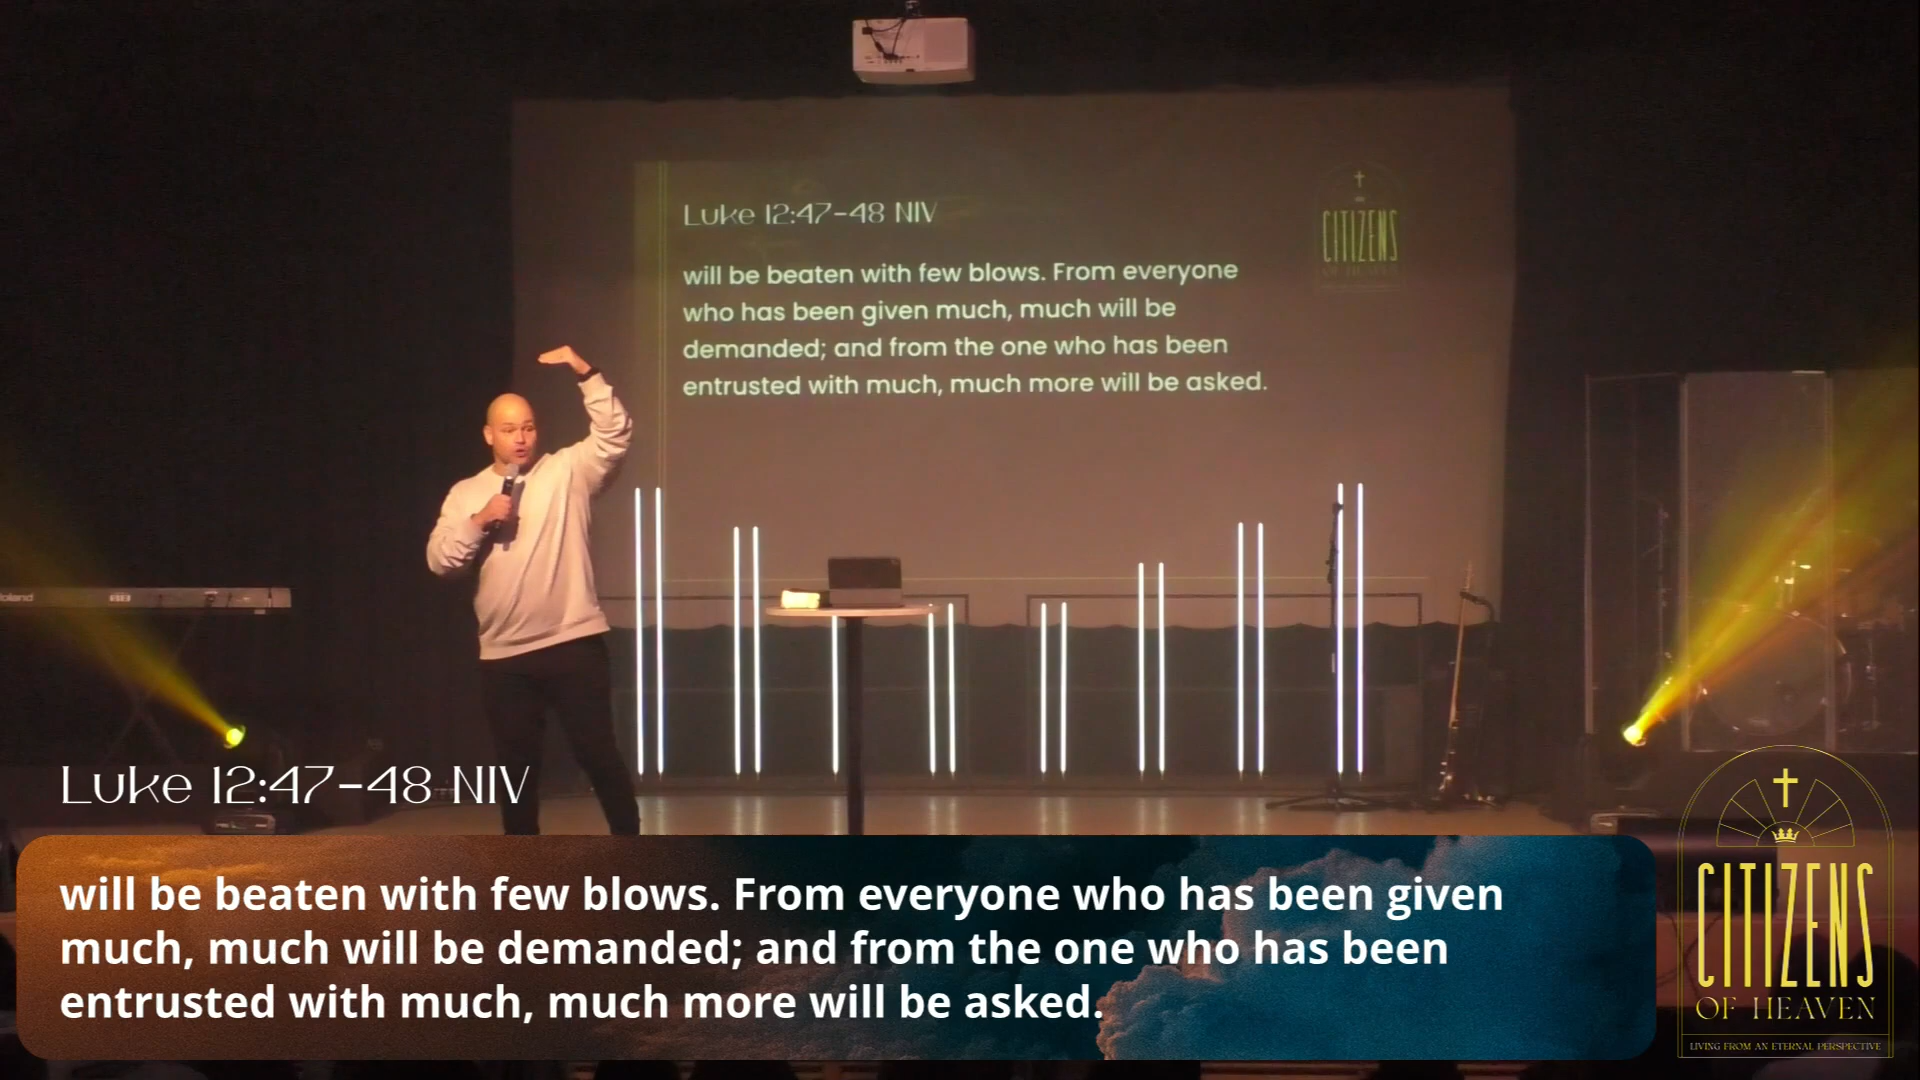 Luke 12:47-48 NIV
will be beaten with few blows. From everyone
who has been given much, much will be
demanded; and from the one who has been
entrusted with much, much more will be asked.
CITIZENS
OF HEAVEN
Roland
Luke 12:47-48 NIV
will be beaten with few blows. From everyone who has been given
much, much will be demanded; and from the one who has been
entrusted with much, much more will be asked.
CITIZENS
OF HEAVEN
LIVING FROM AN ETERNAL PERSPECTIVE